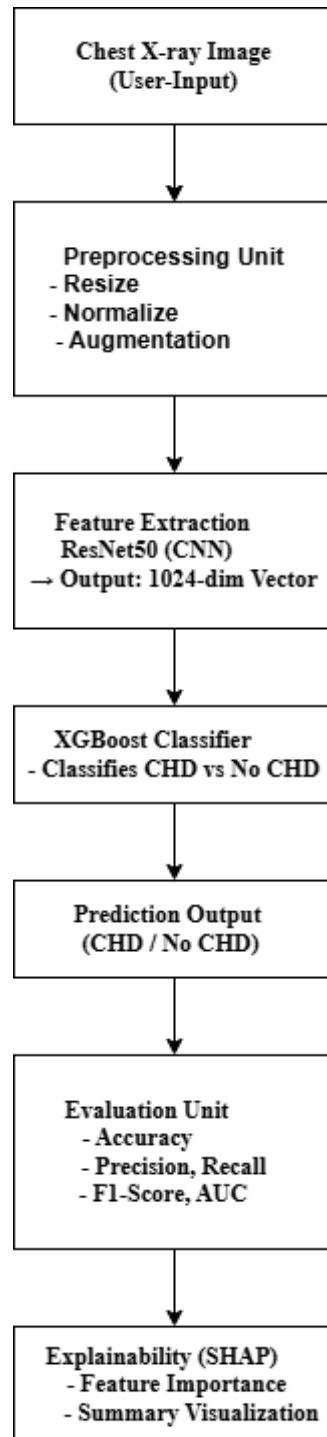 Chest X-ray Image
(User-Input)
Preprocessing Unit
- Resize
- Normalize
- Augmentation
Feature Extraction
ResNet50 (CNN)
→ Output: 1024-dim Vector
XGBoost Classifier
- Classifies CHD vs No CHD
Prediction Output
(CHD / No CHD)
Evaluation Unit
- Accuracy
- Precision, Recall
- F1-Score, AUC
Explainability (SHAP)
- Feature Importance
- Summary Visualization